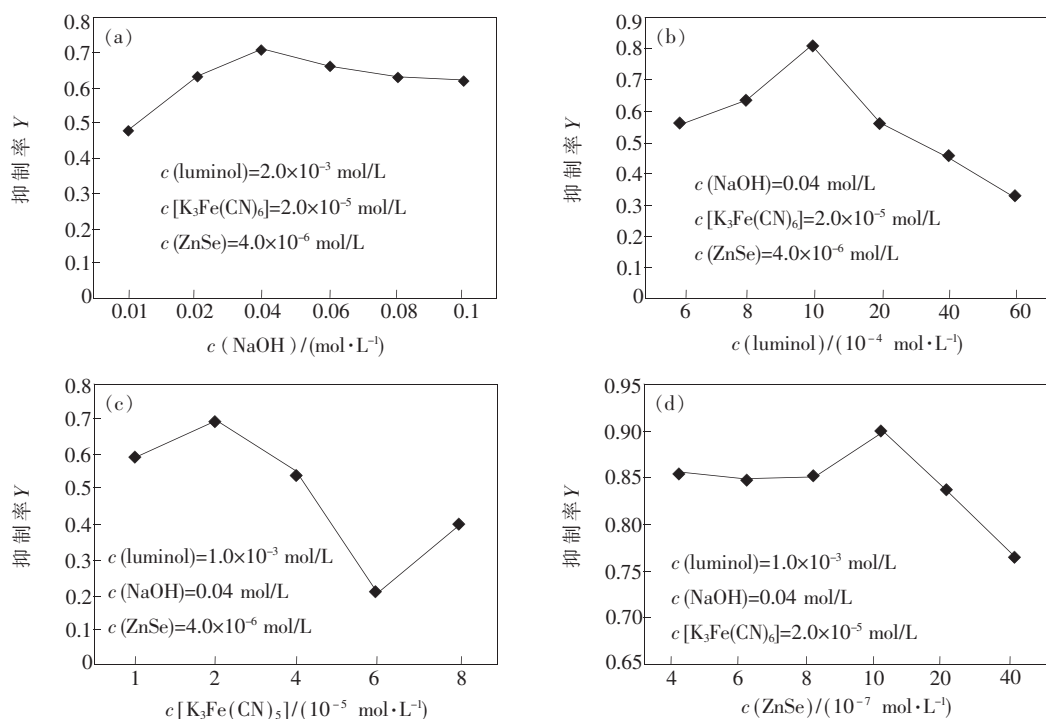 (a)
0.8
0.7
0.6
0.5
0.4
0.3
0.2
0.1
0
抑制率 Y
c(luminol)=2.0×10⁻³ mol/L
c[K₃Fe(CN)₆]=2.0×10⁻⁵ mol/L
c(ZnSe)=4.0×10⁻⁶ mol/L
0.01 0.02 0.04 0.06 0.08 0.1
c(NaOH)/(mol·L⁻¹)
(b)
0.9
0.8
0.7
0.6
0.5
0.4
0.3
0.2
0.1
0
抑制率 Y
c(NaOH)=0.04 mol/L
c[K₃Fe(CN)₆]=2.0×10⁻⁵ mol/L
c(ZnSe)=4.0×10⁻⁶ mol/L
6 8 10 20 40 60
c(luminol)/(10⁻⁴ mol·L⁻¹)
(c)
0.8
0.7
0.6
0.5
0.4
0.3
0.2
0.1
0
抑制率 Y
c(luminol)=1.0×10⁻³ mol/L
c(NaOH)=0.04 mol/L
c(ZnSe)=4.0×10⁻⁶ mol/L
1 2 4 6 8
c[K₃Fe(CN)₅]/(10⁻⁵ mol·L⁻¹)
(d)
0.95
0.90
0.85
0.80
0.75
0.70
0.65
抑制率 Y
c(luminol)=1.0×10⁻³ mol/L
c(NaOH)=0.04 mol/L
c[K₃Fe(CN)₆]=2.0×10⁻⁵ mol/L
4 6 8 10 20 40
c(ZnSe)/(10⁻⁷ mol·L⁻¹)